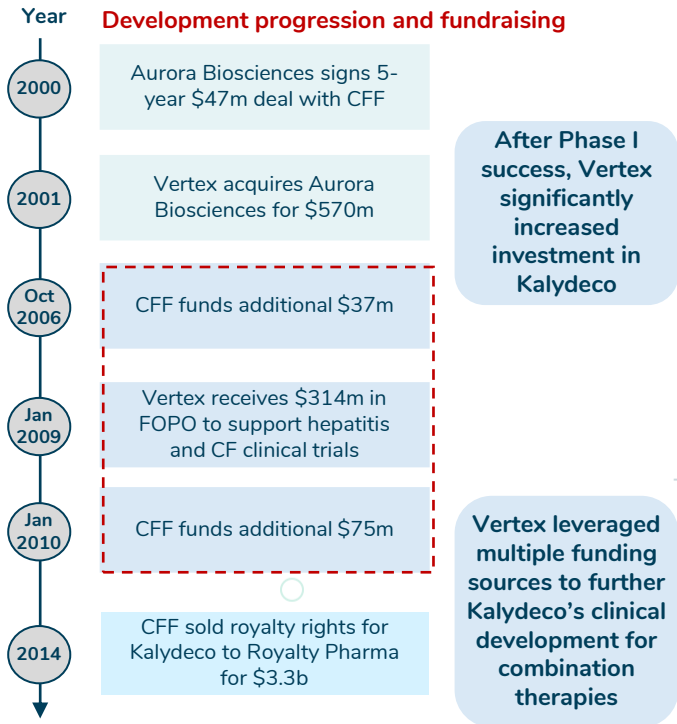 Year
Development progression and fundraising
2000
Aurora Biosciences signs 5-
year $47m deal with CFF
2001
Vertex acquires Aurora
Biosciences for $570m
Oct
2006
CFF funds additional $37m
Jan
2009
Vertex receives $314m in
FOPO to support hepatitis
and CF clinical trials
Jan
2010
CFF funds additional $75m
2014
CFF sold royalty rights for
Kalydeco to Royalty Pharma
for $3.3b
After Phase I
success, Vertex
significantly
increased
investment in
Kalydeco
Vertex leveraged
multiple funding
sources to further
Kalydeco’s clinical
development for
combination
therapies